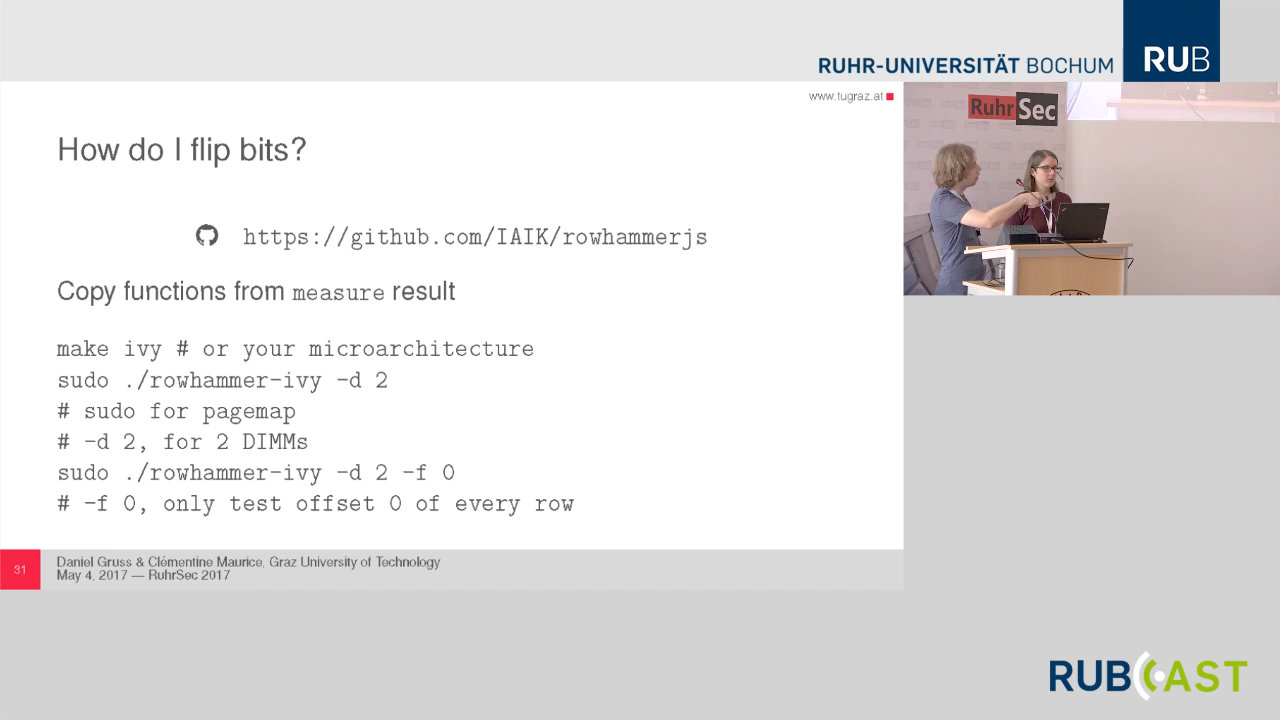 RUHR-UNIVERSITÄT BOCHUM
RUB
www.tugraz.at
RuhrSec
How do I flip bits?
https://github.com/IAIK/rowhammerjs
Copy functions from measure result
make ivy # or your microarchitecture
sudo ./rowhammer-ivy -d 2
# sudo for pagemap
# -d 2, for 2 DIMMs
sudo ./rowhammer-ivy -d 2 -f 0
# -f 0, only test offset 0 of every row
31
Daniel Gruss & Clémentine Maurice, Graz University of Technology
May 4, 2017 — RuhrSec 2017
RUBCAST